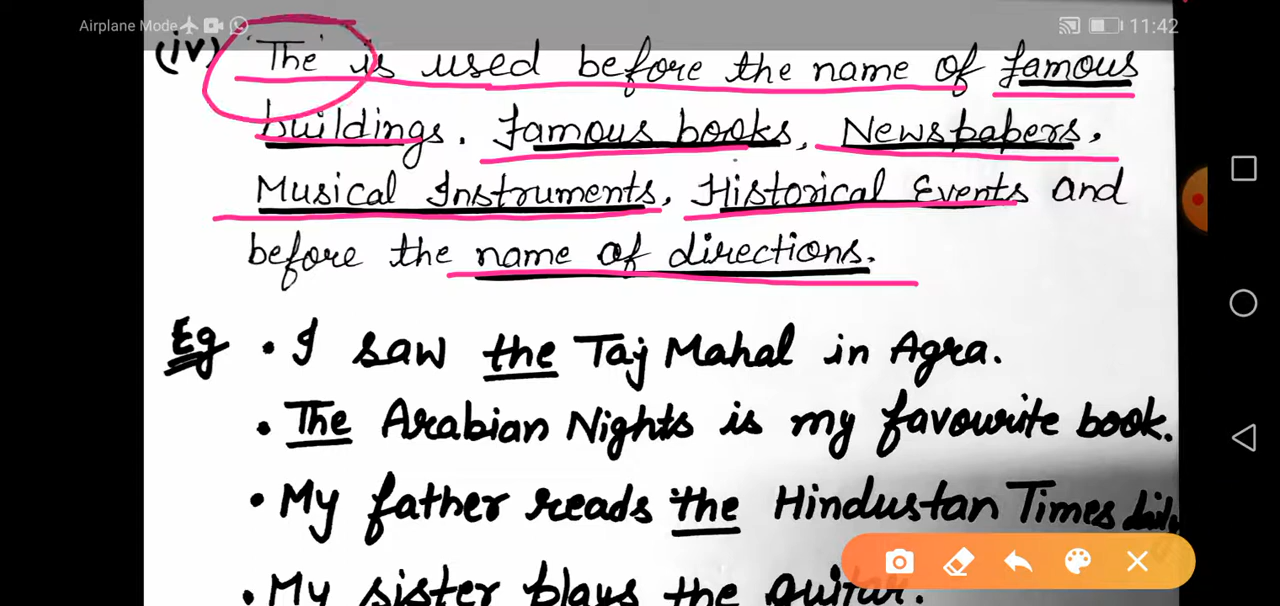 Airplane Mode 11:42
(iv) 'The' is used before the name of famous
buildings. Famous books, Newspapers,
Musical Instruments, Historical Events and
before the name of directions.
Eg • I saw the Taj Mahal in Agra.
• The Arabian Nights is my favourite book.
• My father reads the Hindustan Times daily.
• My sister plays the guitar.